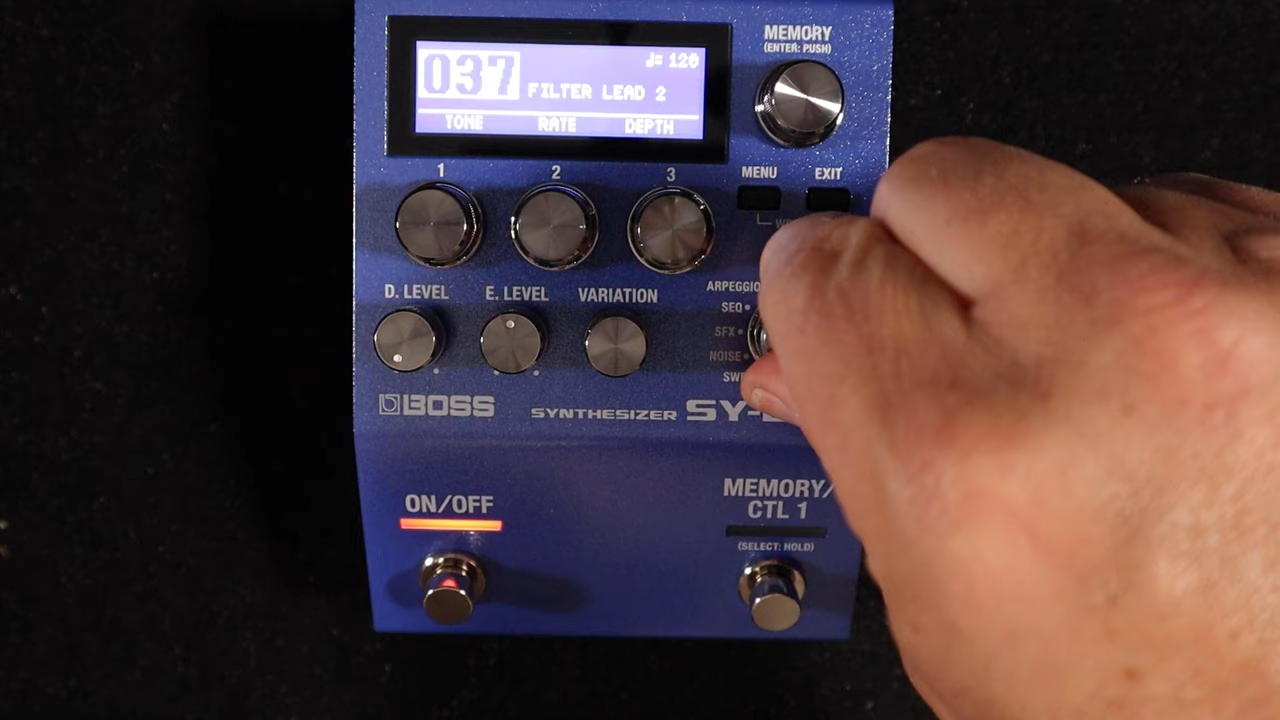 MEMORY
(ENTER: PUSH)
037
♩= 120
FILTER LEAD 2
TONE RATE DEPTH
1 2 3
MENU EXIT
D. LEVEL E. LEVEL VARIATION
ARPEGGIO
SEQ
SFX
NOISE
BOSS
SYNTHESIZER SY-
ON/OFF
MEMORY/
CTL 1
(SELECT: HOLD)